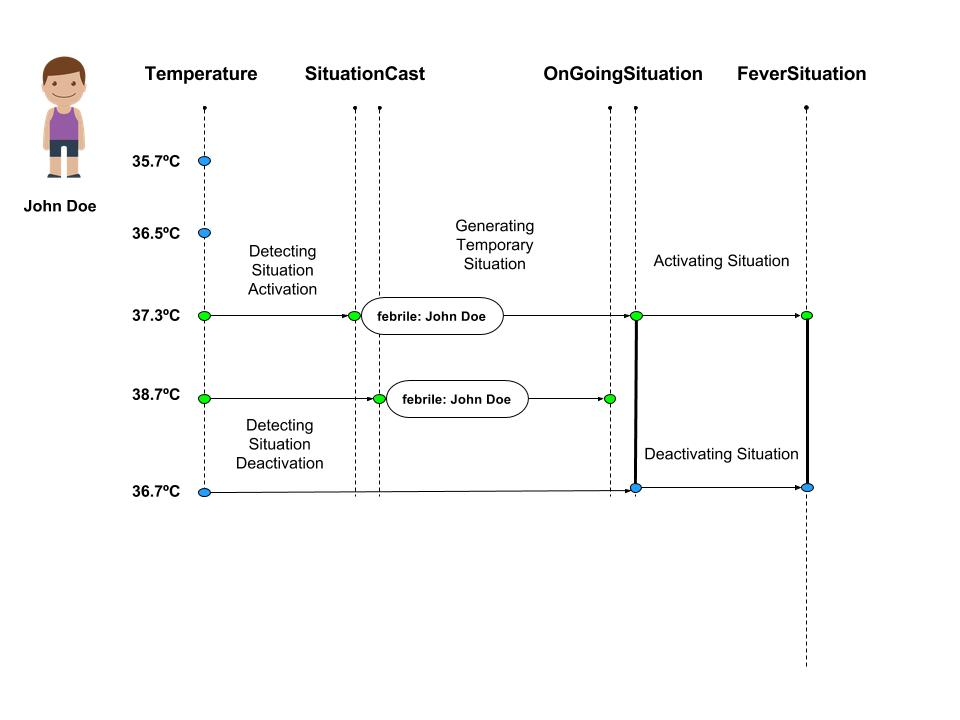 Temperature
SituationCast
OnGoingSituation
FeverSituation
35.7ºC
John Doe
36.5ºC
Detecting
Situation
Activation
Generating
Temporary
Situation
Activating Situation
37.3ºC
febrile: John Doe
38.7ºC
febrile: John Doe
Detecting
Situation
Deactivation
Deactivating Situation
36.7ºC